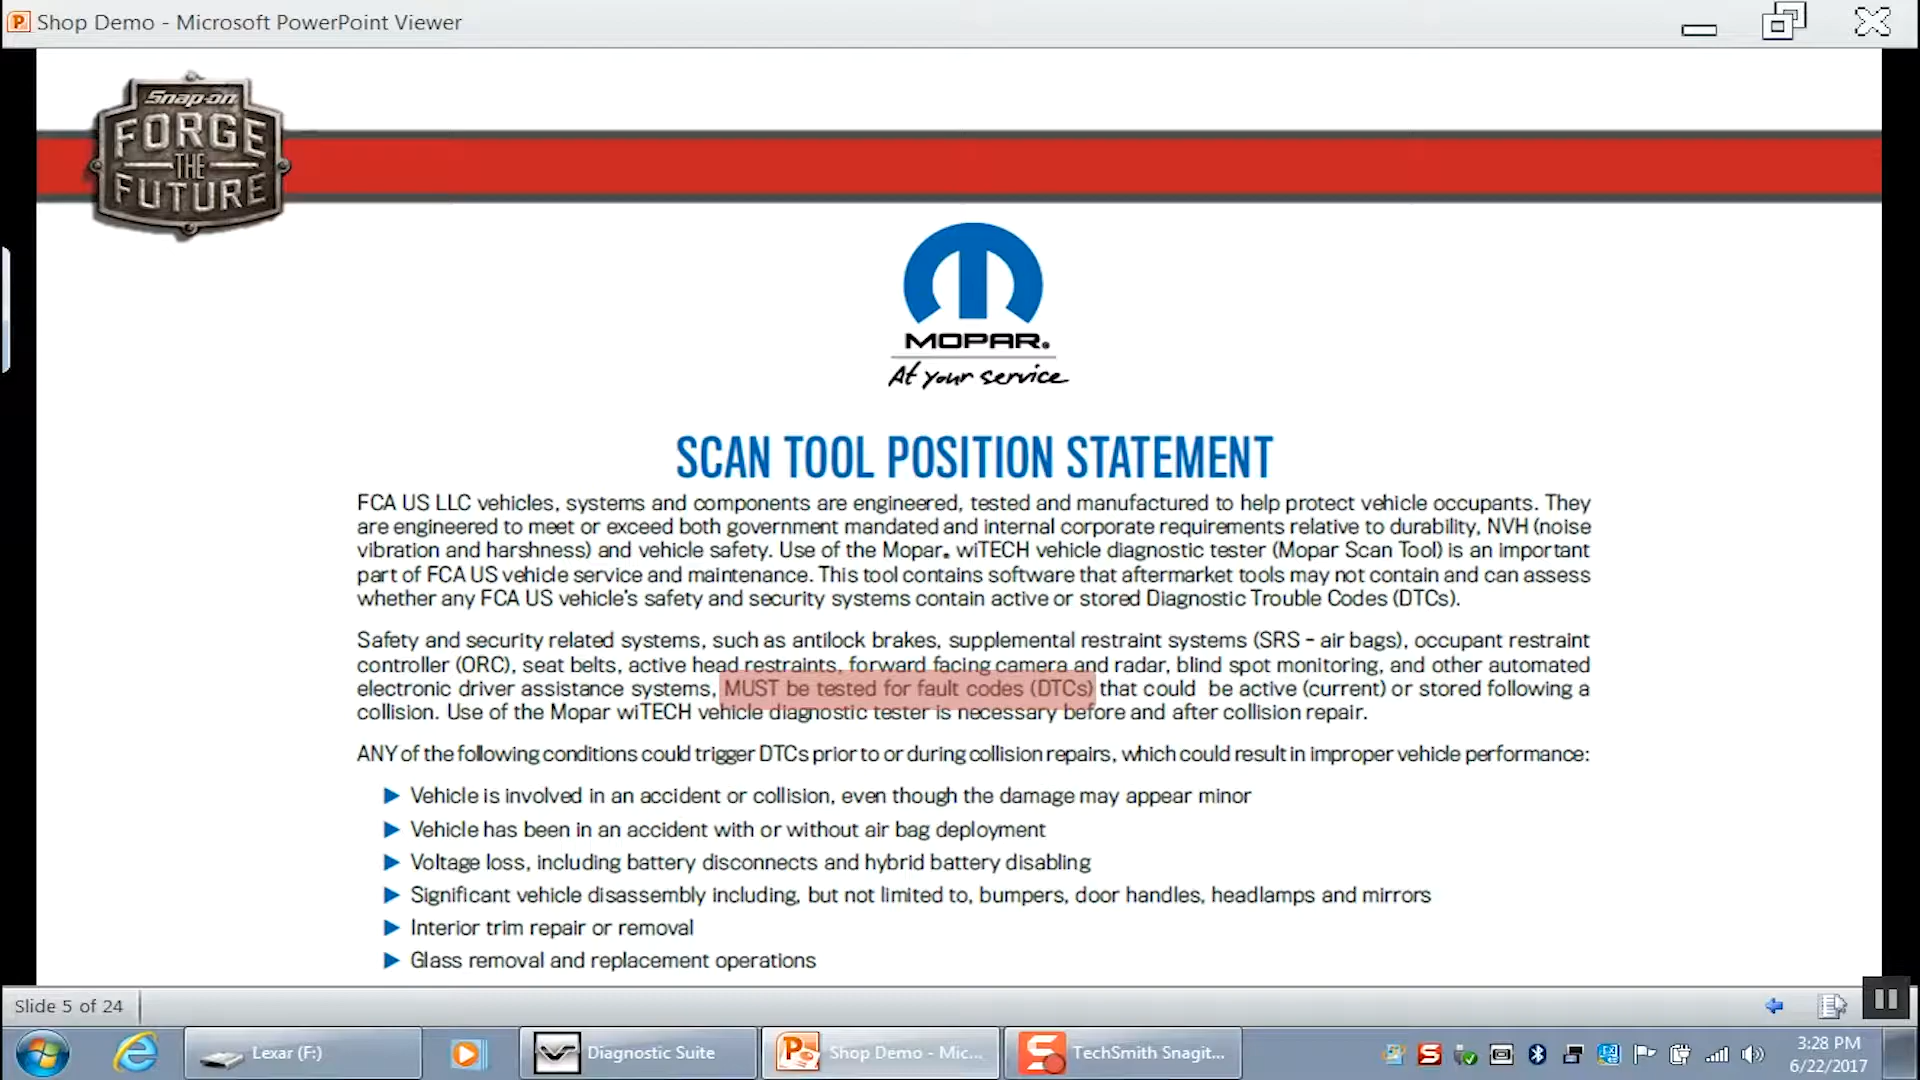 Shop Demo - Microsoft PowerPoint Viewer
Snap-on
FORGE
THE
FUTURE
MOPAR®
At your service
SCAN TOOL POSITION STATEMENT
FCA US LLC vehicles, systems and components are engineered, tested and manufactured to help protect vehicle occupants. They
are engineered to meet or exceed both government mandated and internal corporate requirements relative to durability, NVH (noise
vibration and harshness) and vehicle safety. Use of the Mopar® wiTECH vehicle diagnostic tester (Mopar Scan Tool) is an important
part of FCA US vehicle service and maintenance. This tool contains software that aftermarket tools may not contain and can assess
whether any FCA US vehicle's safety and security systems contain active or stored Diagnostic Trouble Codes (DTCs).
Safety and security related systems, such as antilock brakes, supplemental restraint systems (SRS - air bags), occupant restraint
controller (ORC), seat belts, active head restraints, forward facing camera and radar, blind spot monitoring, and other automated
electronic driver assistance systems, MUST be tested for fault codes (DTCs) that could be active (current) or stored following a
collision. Use of the Mopar wiTECH vehicle diagnostic tester is necessary before and after collision repair.
ANY of the following conditions could trigger DTCs prior to or during collision repairs, which could result in improper vehicle performance:
► Vehicle is involved in an accident or collision, even though the damage may appear minor
► Vehicle has been in an accident with or without air bag deployment
► Voltage loss, including battery disconnects and hybrid battery disabling
► Significant vehicle disassembly including, but not limited to, bumpers, door handles, headlamps and mirrors
► Interior trim repair or removal
► Glass removal and replacement operations
Slide 5 of 24
Lexar (F:)
Diagnostic Suite
Shop Demo - Mic...
TechSmith Snagit...
3:28 PM
6/22/2017